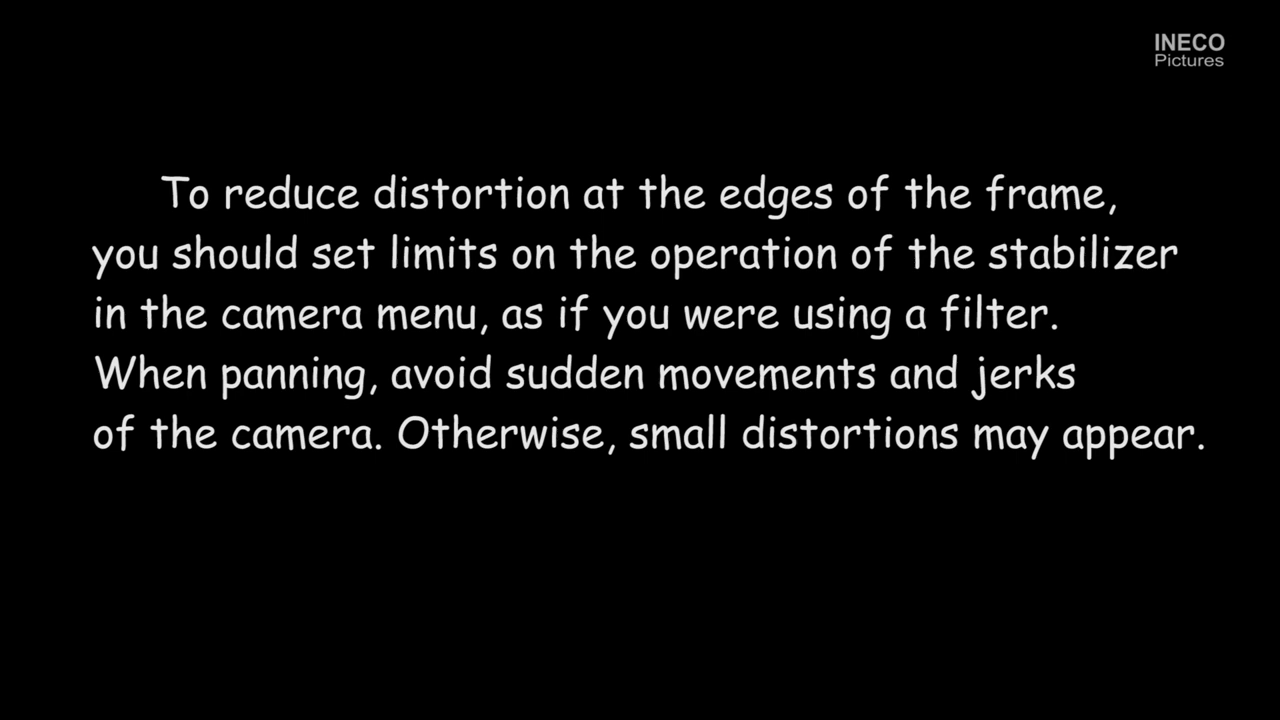 INECO
Pictures
To reduce distortion at the edges of the frame,
you should set limits on the operation of the stabilizer
in the camera menu, as if you were using a filter.
When panning, avoid sudden movements and jerks
of the camera. Otherwise, small distortions may appear.